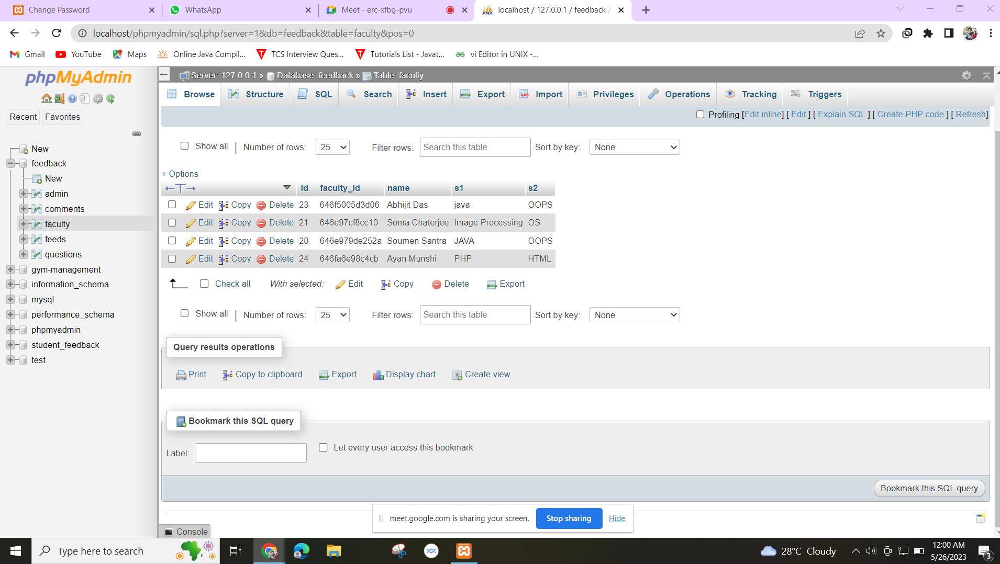 Change Password
WhatsApp
Meet - erc-xfbg-pvu
localhost / 127.0.0.1 / feedback /
localhost/phpmyadmin/sql.php?server=1&db=feedback&table=faculty&pos=0
Gmail YouTube Maps Online Java Compil... TCS Interview Ques... Tutorials List - Javat... vi Editor in UNIX -...
phpMyAdmin
Recent Favorites
New
feedback
New
admin
comments
faculty
feeds
questions
gym-management
information_schema
mysql
performance_schema
phpmyadmin
student_feedback
test
Server: 127.0.0.1 » Database: feedback » Table: faculty
Browse Structure SQL Search Insert Export Import Privileges Operations Tracking Triggers
Profiling [Edit inline] [ Edit ] [ Explain SQL ] [ Create PHP code ] [ Refresh]
Show all | Number of rows: 25 Filter rows: Search this table Sort by key: None
+ Options
←T→ id faculty_id name s1 s2
Edit Copy Delete 23 646f5005d3d06 Abhijit Das java OOPS
Edit Copy Delete 21 646e97cf8cc10 Soma Chaterjee Image Processing OS
Edit Copy Delete 20 646e979de252a Soumen Santra JAVA OOPS
Edit Copy Delete 24 646fa6e98c4cb Ayan Munshi PHP HTML
Check all With selected: Edit Copy Delete Export
Show all | Number of rows: 25 Filter rows: Search this table Sort by key: None
Query results operations
Print Copy to clipboard Export Display chart Create view
Bookmark this SQL query
Label: Let every user access this bookmark
Bookmark this SQL query
meet.google.com is sharing your screen. Stop sharing Hide
Console
Type here to search
28°C Cloudy
12:00 AM
5/26/2023
3